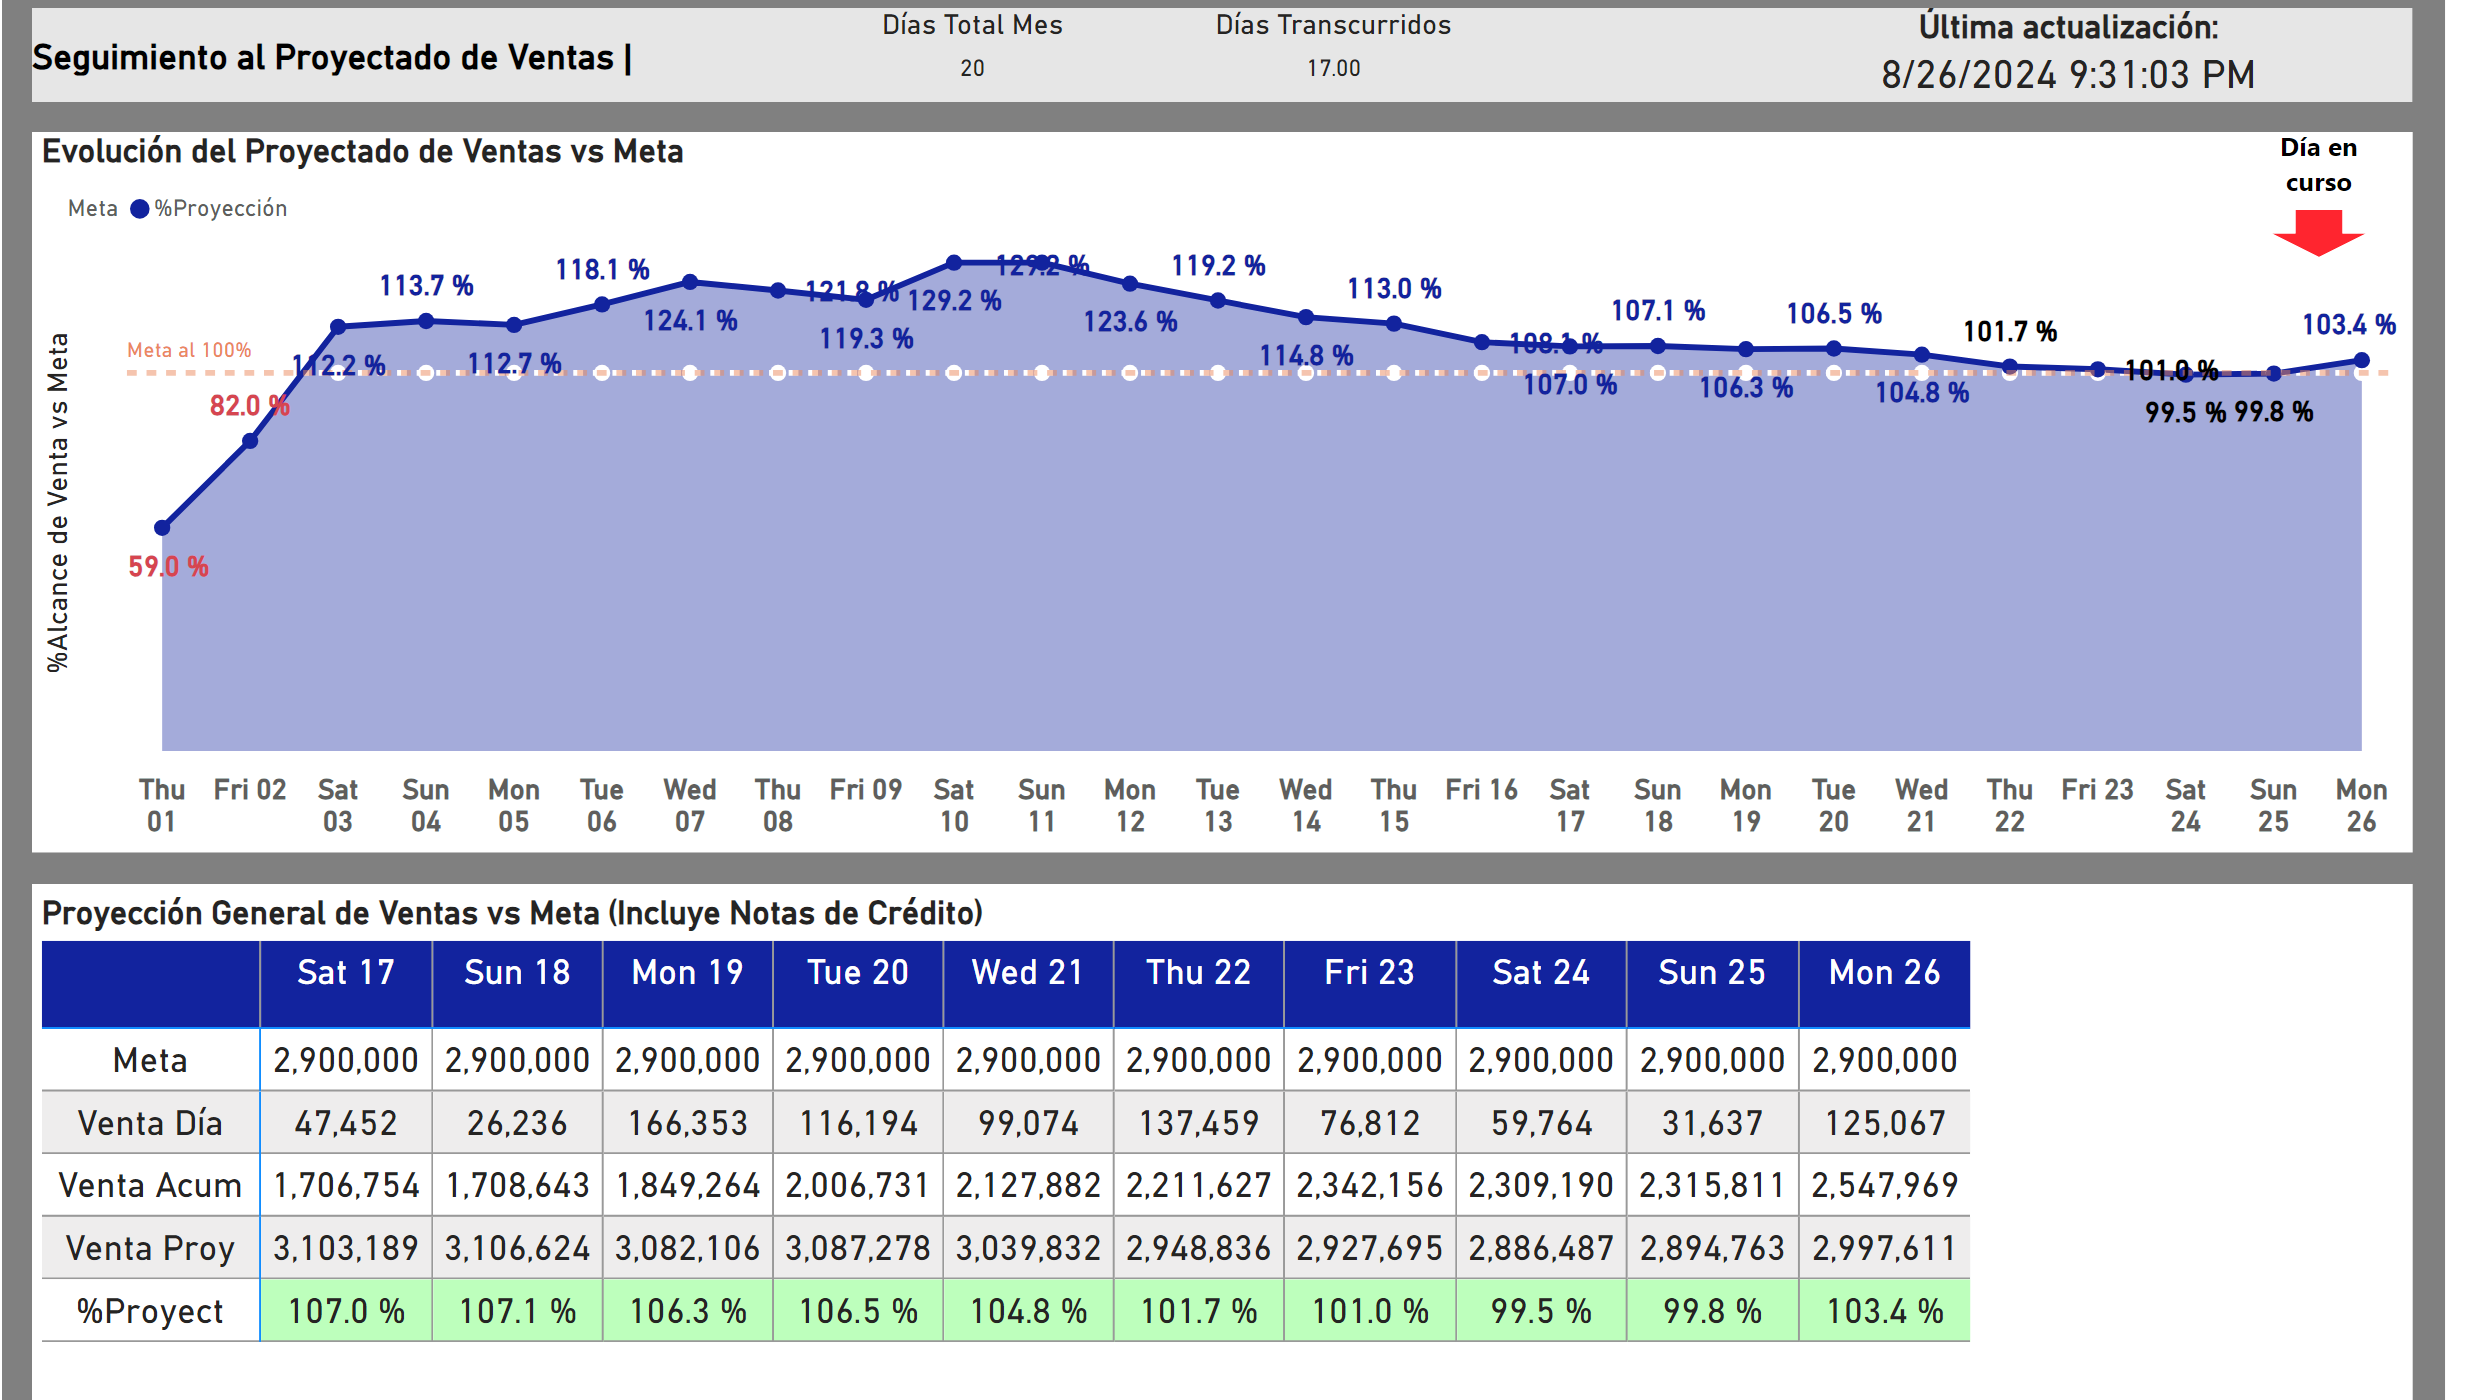 Seguimiento al Proyectado de Ventas |
Días Total Mes
20
Días Transcurridos
17.00
Última actualización:
8/26/2024 9:31:03 PM
Evolución del Proyectado de Ventas vs Meta
Día en
curso
Meta %Proyección
%Alcance de Venta vs Meta
Meta al 100%
59.0 %
82.0 %
112.2 %
113.7 %
112.7 %
118.1 %
124.1 %
121.8 %
119.3 %
129.2 %
129.2 %
123.6 %
119.2 %
114.8 %
113.0 %
108.1 %
107.0 %
107.1 %
106.3 %
106.5 %
104.8 %
101.7 %
101.0 %
99.5 %
99.8 %
103.4 %
Thu Fri 02 Sat Sun Mon Tue Wed Thu Fri 09 Sat Sun Mon Tue Wed Thu Fri 16 Sat Sun Mon Tue Wed Thu Fri 23 Sat Sun Mon
01 03 04 05 06 07 08 10 11 12 13 14 15 17 18 19 20 21 22 24 25 26
Proyección General de Ventas vs Meta (Incluye Notas de Crédito)
Sat 17 Sun 18 Mon 19 Tue 20 Wed 21 Thu 22 Fri 23 Sat 24 Sun 25 Mon 26
Meta 2,900,000 2,900,000 2,900,000 2,900,000 2,900,000 2,900,000 2,900,000 2,900,000 2,900,000 2,900,000
Venta Día 47,452 26,236 166,353 116,194 99,074 137,459 76,812 59,764 31,637 125,067
Venta Acum 1,706,754 1,708,643 1,849,264 2,006,731 2,127,882 2,211,627 2,342,156 2,309,190 2,315,811 2,547,969
Venta Proy 3,103,189 3,106,624 3,082,106 3,087,278 3,039,832 2,948,836 2,927,695 2,886,487 2,894,763 2,997,611
%Proyect 107.0 % 107.1 % 106.3 % 106.5 % 104.8 % 101.7 % 101.0 % 99.5 % 99.8 % 103.4 %